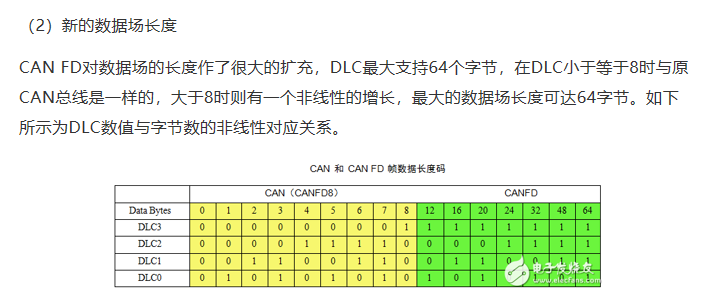 （2）新的数据场长度
CAN FD对数据场的长度作了很大的扩充，DLC最大支持64个字节，在DLC小于等于8时与原
CAN总线是一样的，大于8时则有一个非线性的增长，最大的数据场长度可达64字节。如下
所示为DLC数值与字节数的非线性对应关系。
CAN 和 CAN FD 帧数据长度码
CAN（CANFD8） CANFD
Data Bytes 0 1 2 3 4 5 6 7 8 12 16 20 24 32 48 64
DLC3 0 0 0 0 0 0 0 0 1 1 1 1 1 1 1 1
DLC2 0 0 0 0 1 1 1 1 0 0 0 0 1 1 1 1
DLC1 0 0 1 1 0 0 1 1 0 0 1 1 0 0 1 1
DLC0 0 1 0 1 0 1 0 1 0 1 0 1 1 0 1
电子发烧友